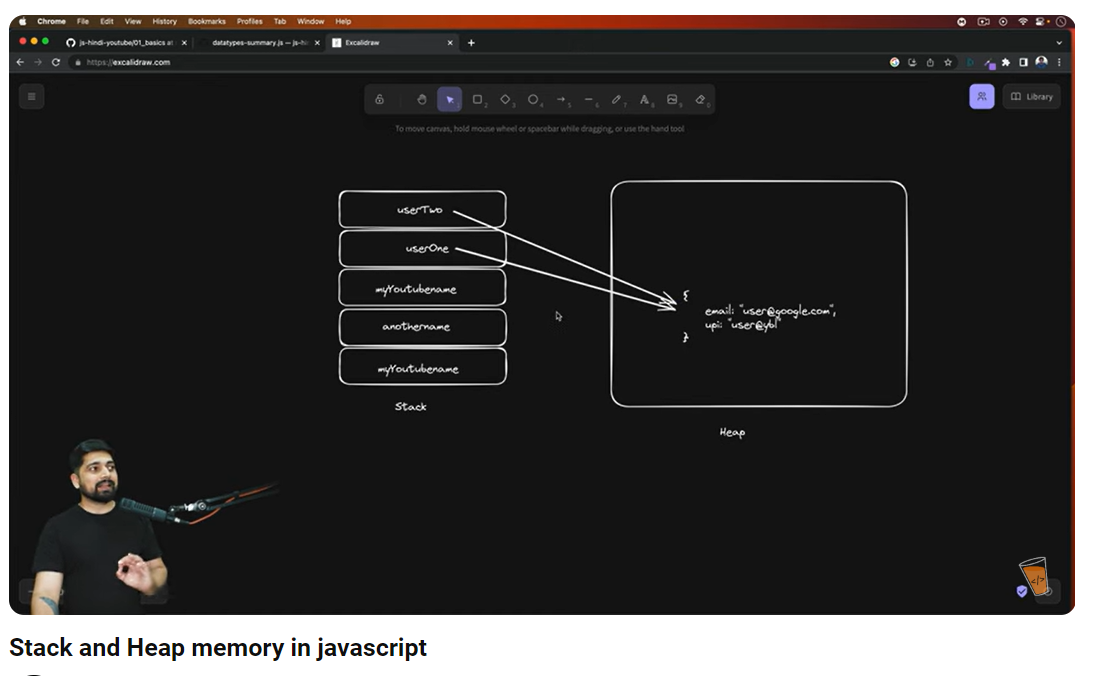 Chrome File Edit View History Bookmarks Profiles Tab Window Help
js-hindi-youtube/01_basics at
datatypes-summary.js — js-hi
Excalidraw
https://excalidraw.com
Library
To move canvas, hold mouse wheel or spacebar while dragging, or use the hand tool
userTwo
userOne
myYoutubename
anothername
myYoutubename
Stack
{
email: "user@google.com",
upi: "user@ybl"
}
Heap
</>
Stack and Heap memory in javascript